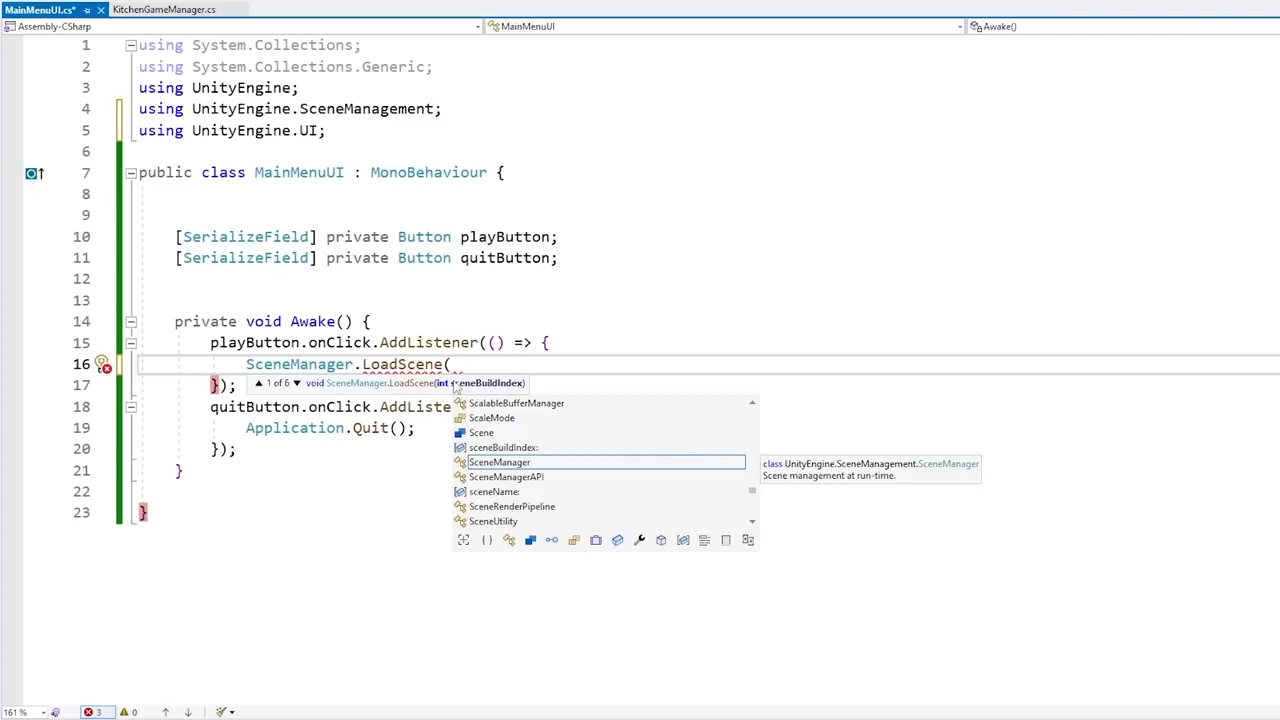 MainMenuUI.cs*
KitchenGameManager.cs
Assembly-CSharp
MainMenuUI
Awake()
1 using System.Collections;
2 using System.Collections.Generic;
3 using UnityEngine;
4 using UnityEngine.SceneManagement;
5 using UnityEngine.UI;
6
7 public class MainMenuUI : MonoBehaviour {
8
9
10 [SerializeField] private Button playButton;
11 [SerializeField] private Button quitButton;
12
13
14 private void Awake() {
15 playButton.onClick.AddListener(() => {
16 SceneManager.LoadScene(
17 });
1 of 6 void SceneManager.LoadScene(int sceneBuildIndex)
18 quitButton.onClick.AddListe
19 Application.Quit();
20 });
21 }
22
23 }
ScalableBufferManager
ScaleMode
Scene
sceneBuildIndex:
SceneManager
SceneManagerAPI
sceneName:
SceneRenderPipeline
SceneUtility
class UnityEngine.SceneManagement.SceneManager
Scene management at run-time.
161 %
3
0